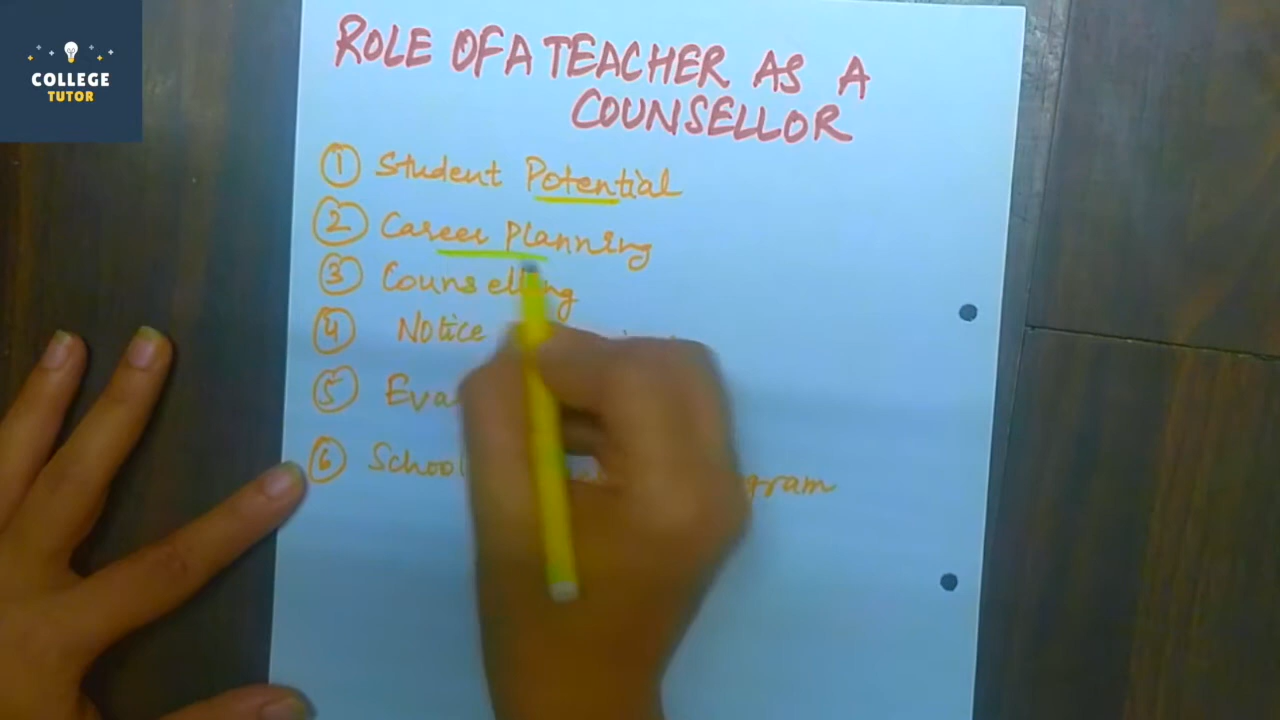 COLLEGE
TUTOR
ROLE OF A TEACHER AS A
COUNSELLOR
1 Student Potential
2 Career Planning
3 Counselling
4 Notice
5
6 School